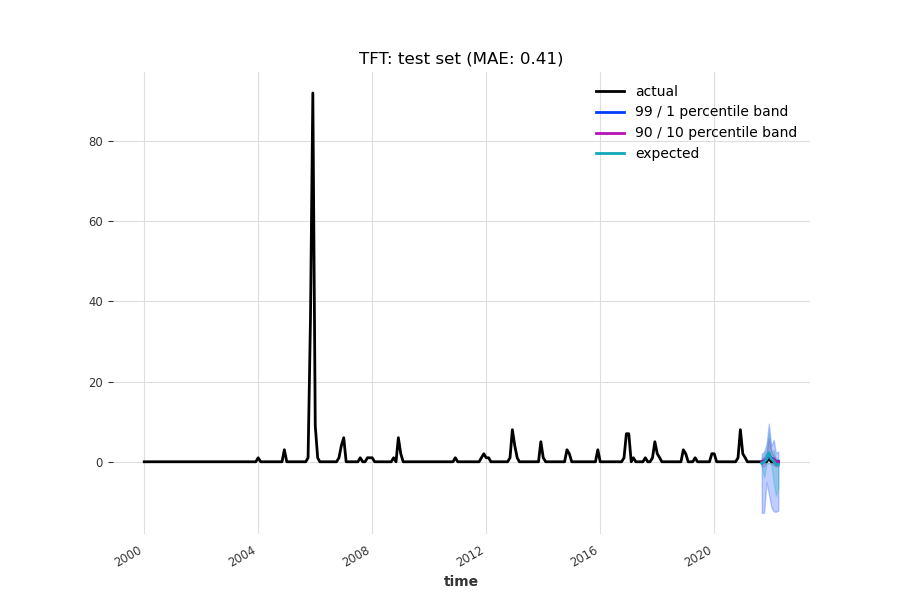 TFT: test set (MAE: 0.41)
actual
99 / 1 percentile band
90 / 10 percentile band
expected
80
60
40
20
0
2000
2004
2008
2012
2016
2020
time